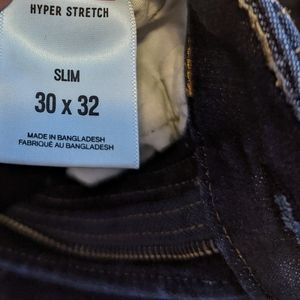 HYPER STRETCH
SLIM
30 x 32
MADE IN BANGLADESH
FABRIQUÉ AU BANGLADESH